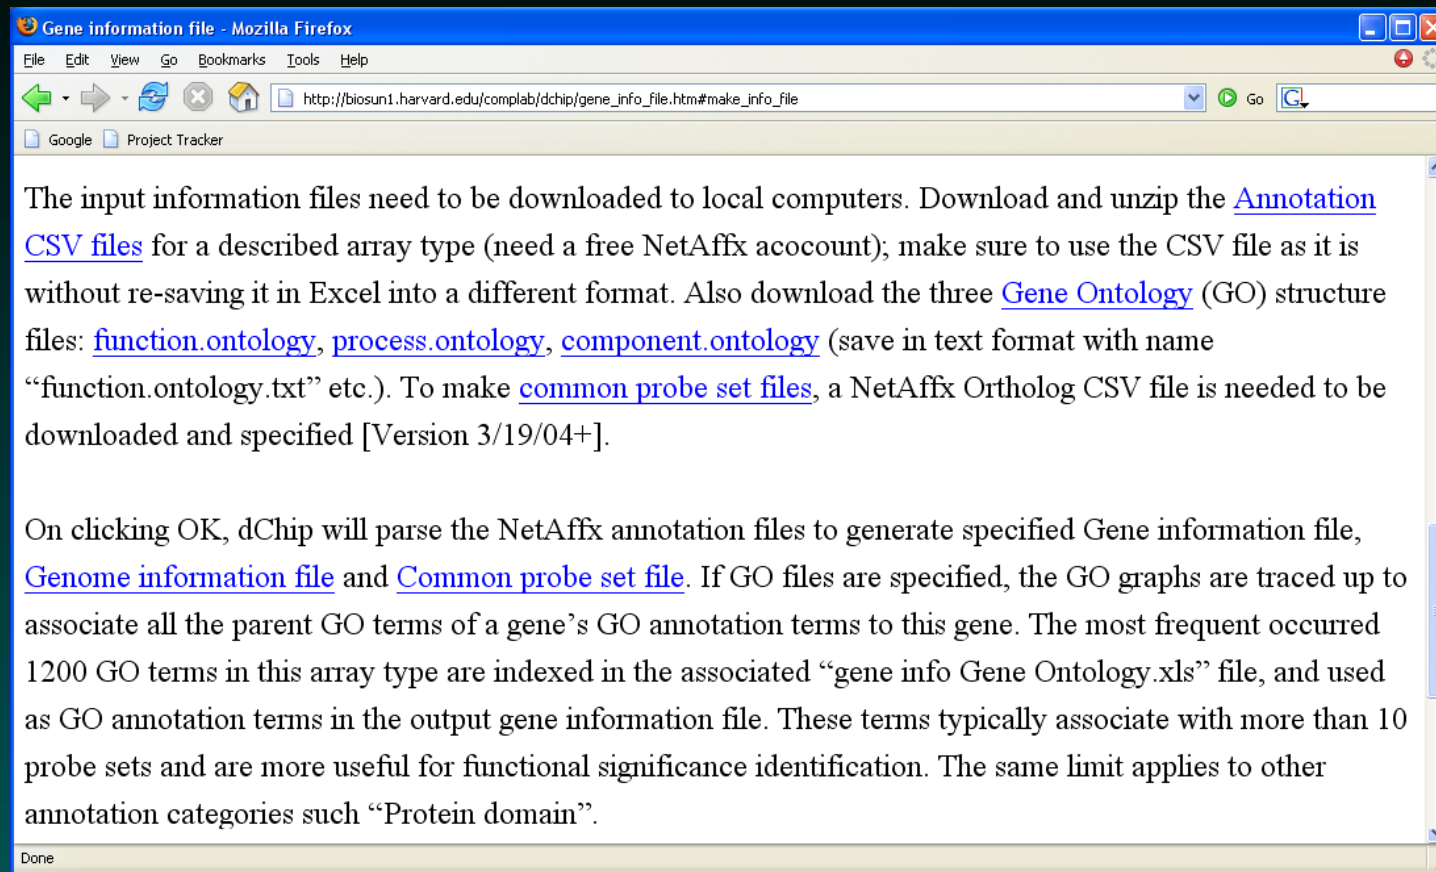 Gene information file - Mozilla Firefox
File Edit View Go Bookmarks Tools Help
http://biosun1.harvard.edu/complab/dchip/gene_info_file.htm#make_info_file Go G
Google Project Tracker
The input information files need to be downloaded to local computers. Download and unzip the Annotation
CSV files for a described array type (need a free NetAffx acocount); make sure to use the CSV file as it is
without re-saving it in Excel into a different format. Also download the three Gene Ontology (GO) structure
files: function.ontology, process.ontology, component.ontology (save in text format with name
“function.ontology.txt” etc.). To make common probe set files, a NetAffx Ortholog CSV file is needed to be
downloaded and specified [Version 3/19/04+].
On clicking OK, dChip will parse the NetAffx annotation files to generate specified Gene information file,
Genome information file and Common probe set file. If GO files are specified, the GO graphs are traced up to
associate all the parent GO terms of a gene’s GO annotation terms to this gene. The most frequent occurred
1200 GO terms in this array type are indexed in the associated “gene info Gene Ontology.xls” file, and used
as GO annotation terms in the output gene information file. These terms typically associate with more than 10
probe sets and are more useful for functional significance identification. The same limit applies to other
annotation categories such “Protein domain”.
Done